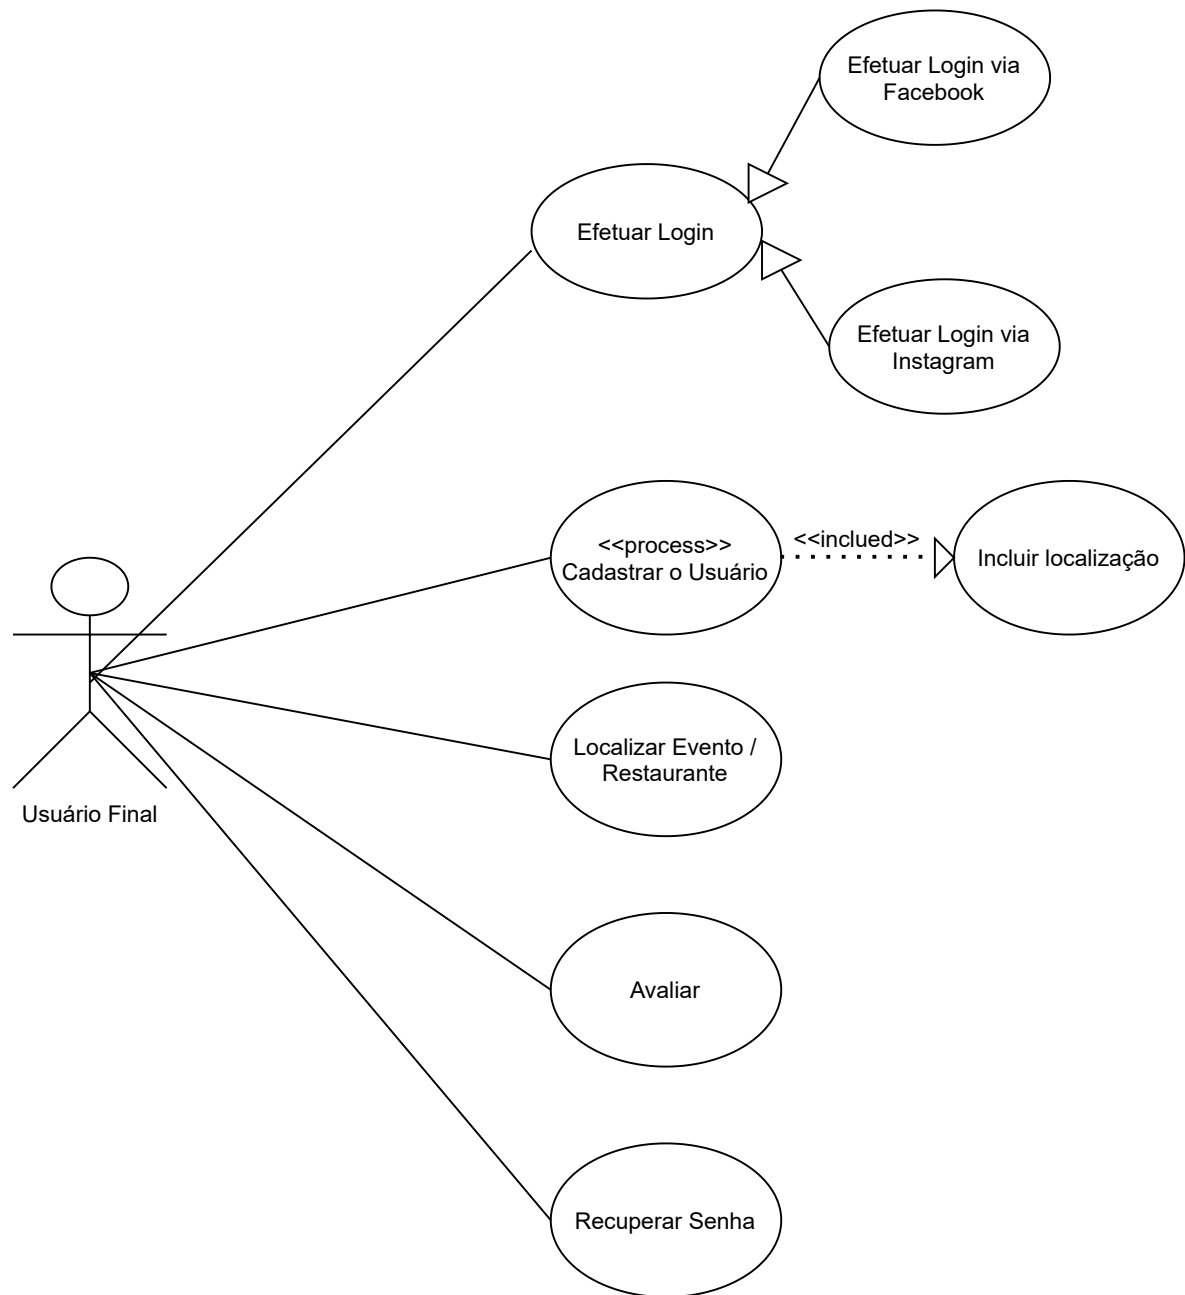 Efetuar Login via
Facebook
Efetuar Login
Efetuar Login via
Instagram
<<process>>
Cadastrar o Usuário
<<inclued>>
Incluir localização
Localizar Evento /
Restaurante
Usuário Final
Avaliar
Recuperar Senha